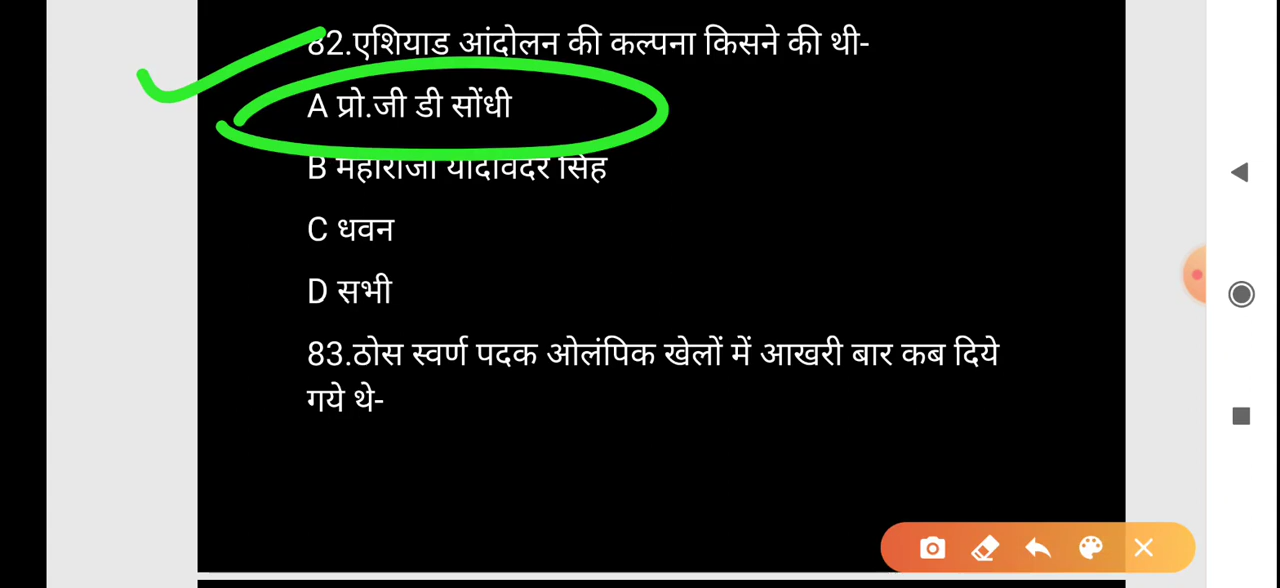 82.एशियाड आंदोलन की कल्पना किसने की थी-
A प्रो.जी डी सोंधी
B महाराजा यादविंदर सिंह
C धवन
D सभी
83.ठोस स्वर्ण पदक ओलंपिक खेलों में आखरी बार कब दिये
गये थे-